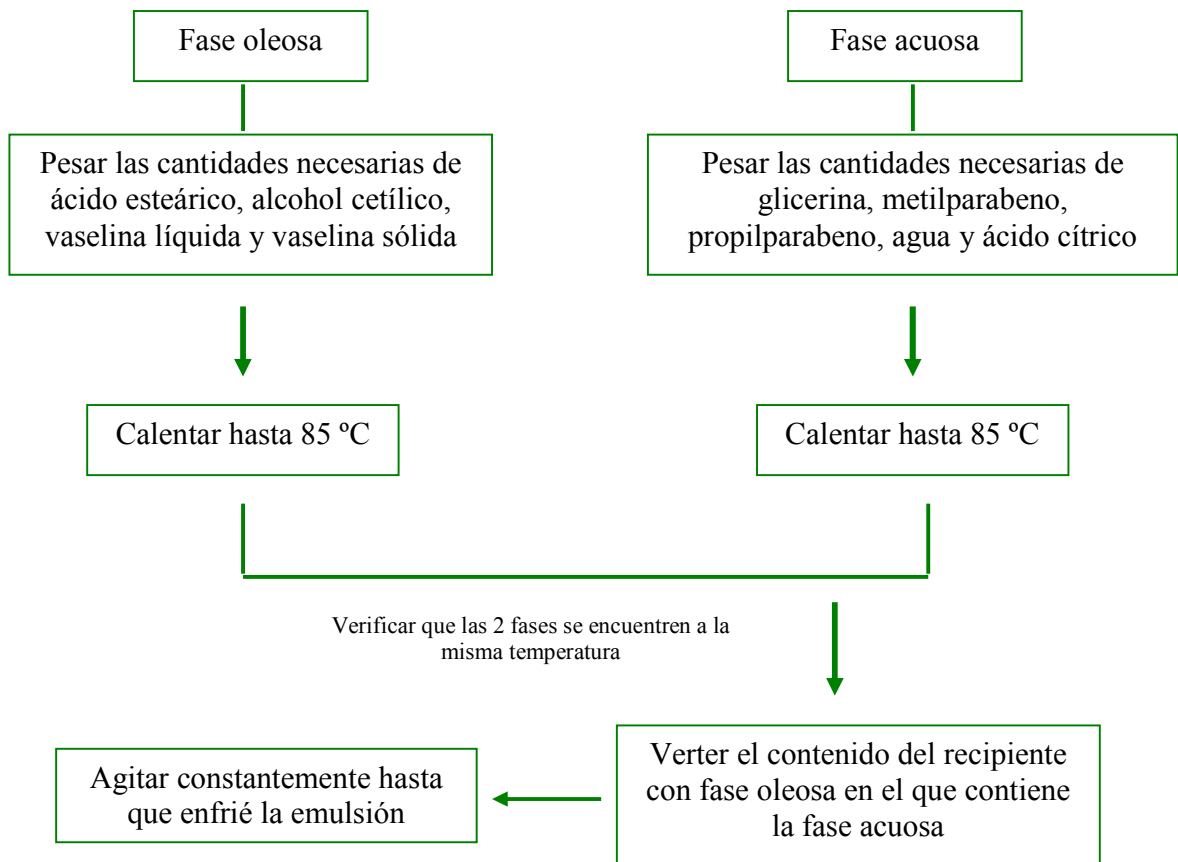 Fase oleosa
Fase acuosa
Pesar las cantidades necesarias de
ácido esteárico, alcohol cetílico,
vaselina líquida y vaselina sólida
Pesar las cantidades necesarias de
glicerina, metilparabeno,
propilparabeno, agua y ácido cítrico
Calentar hasta 85 ºC
Calentar hasta 85 ºC
Verificar que las 2 fases se encuentren a la
misma temperatura
Verter el contenido del recipiente
con fase oleosa en el que contiene
la fase acuosa
Agitar constantemente hasta
que enfrié la emulsión